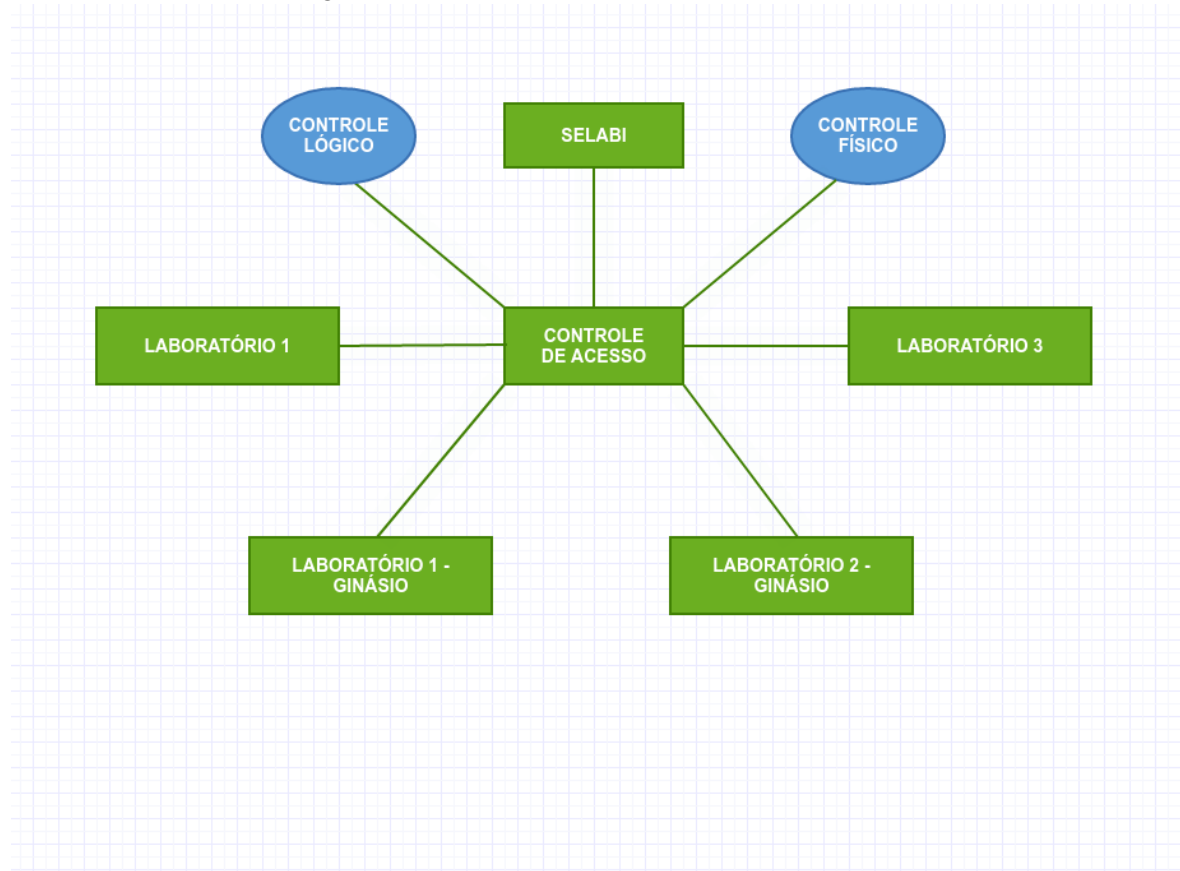 CONTROLE
LÓGICO
SELABI
CONTROLE
FÍSICO
LABORATÓRIO 1
CONTROLE
DE ACESSO
LABORATÓRIO 3
LABORATÓRIO 1 -
GINÁSIO
LABORATÓRIO 2 -
GINÁSIO